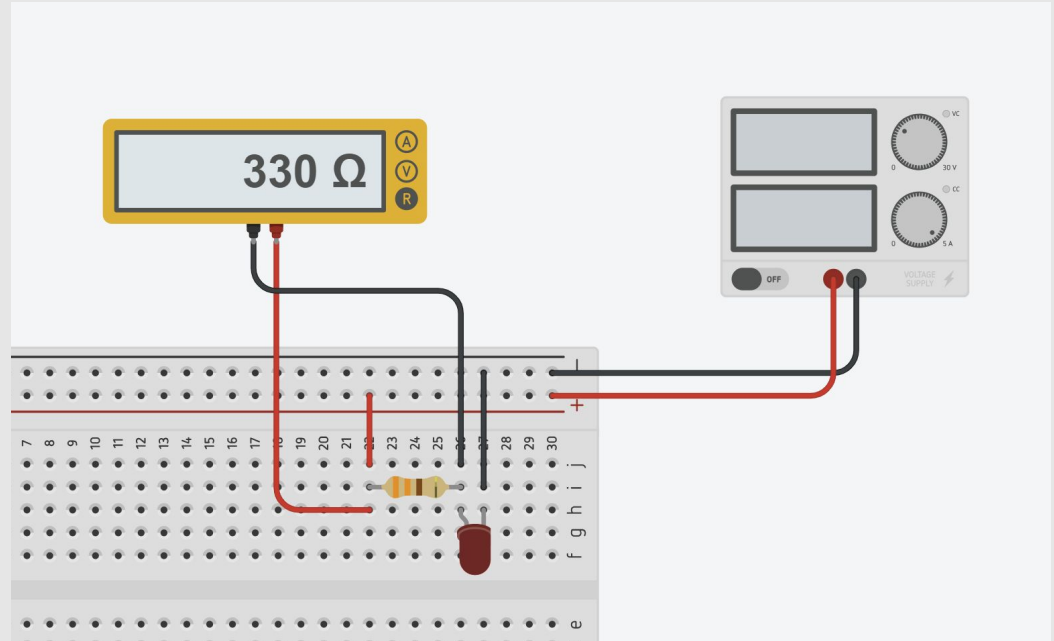 330 Ω
A
V
R
VC
0
30 V
CC
0
5 A
OFF
VOLTAGE
SUPPLY
−
+
7 8 9 10 11 12 13 14 15 16 17 18 19 20 21 22 23 24 25 26 27 28 29 30
j
i
h
g
f
e